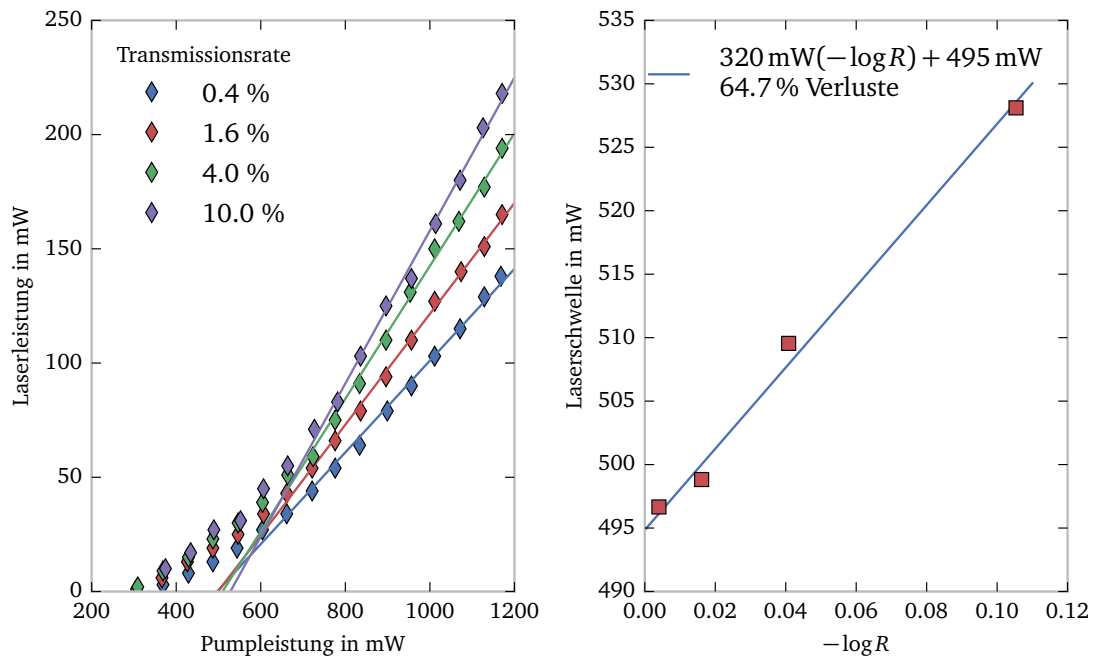 250
200
150
100
50
0
Laserleistung in mW
Transmissionsrate
0.4 %
1.6 %
4.0 %
10.0 %
200 400 600 800 1000 1200
Pumpleistung in mW
535
530
525
520
515
510
505
500
495
490
Laserschwelle in mW
320 mW(−log R) + 495 mW
64.7 % Verluste
0.00 0.02 0.04 0.06 0.08 0.10 0.12
−log R